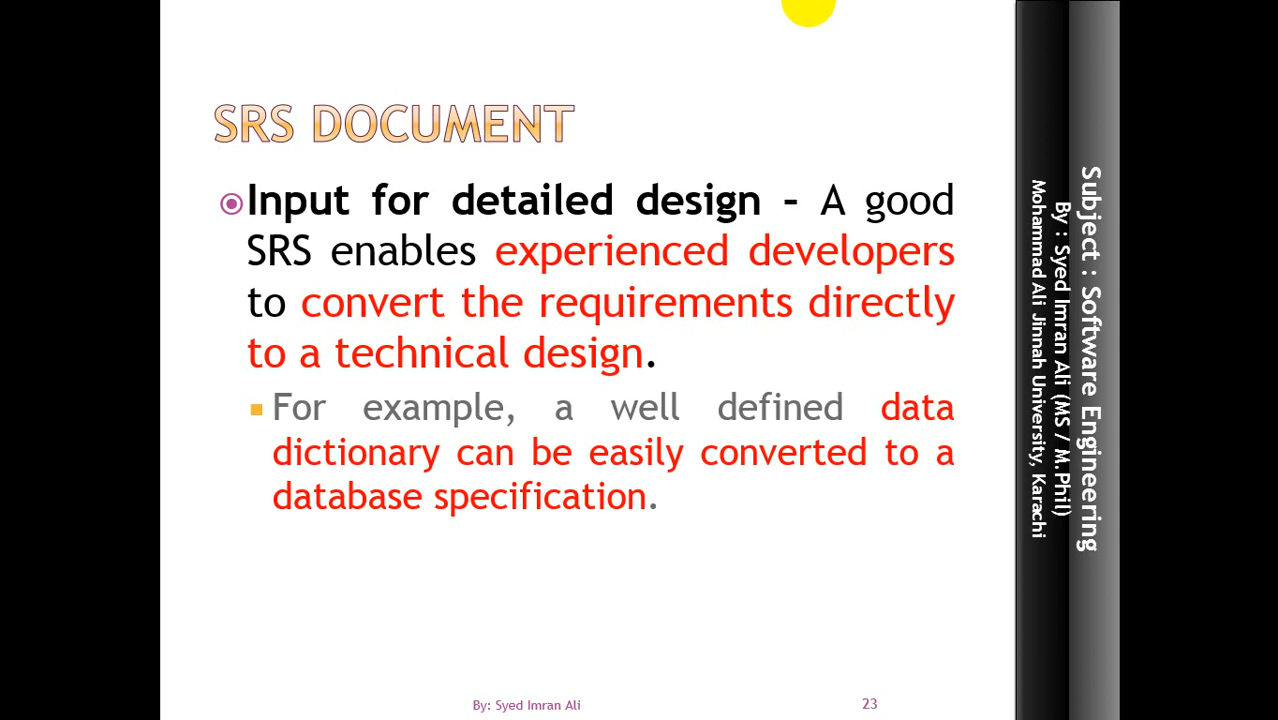 SRS DOCUMENT
Input for detailed design – A good
SRS enables experienced developers
to convert the requirements directly
to a technical design.
For example, a well defined data
dictionary can be easily converted to a
database specification.
By: Syed Imran Ali
23
Subject : Software Engineering
By : Syed Imran Ali (MS / M.Phil)
Mohammad Ali Jinnah University, Karachi